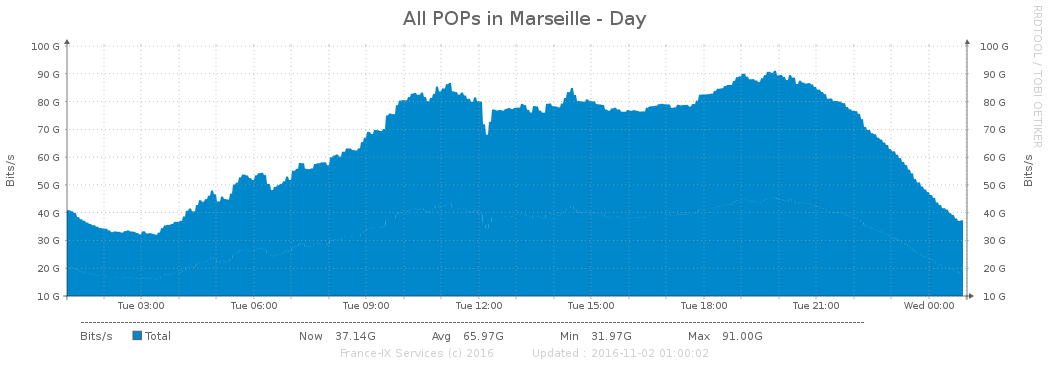 All POPs in Marseille - Day
RRDTOOL / TOBI OETIKER
100 G 100 G
90 G 90 G
80 G 80 G
70 G 70 G
60 G 60 G
50 G 50 G
40 G 40 G
30 G 30 G
20 G 20 G
10 G 10 G
Bits/s
Bits/s
Tue 03:00 Tue 06:00 Tue 09:00 Tue 12:00 Tue 15:00 Tue 18:00 Tue 21:00 Wed 00:00
Bits/s Total Now 37.14G Avg 65.97G Min 31.97G Max 91.00G
France-IX Services (c) 2016 Updated : 2016-11-02 01:00:02